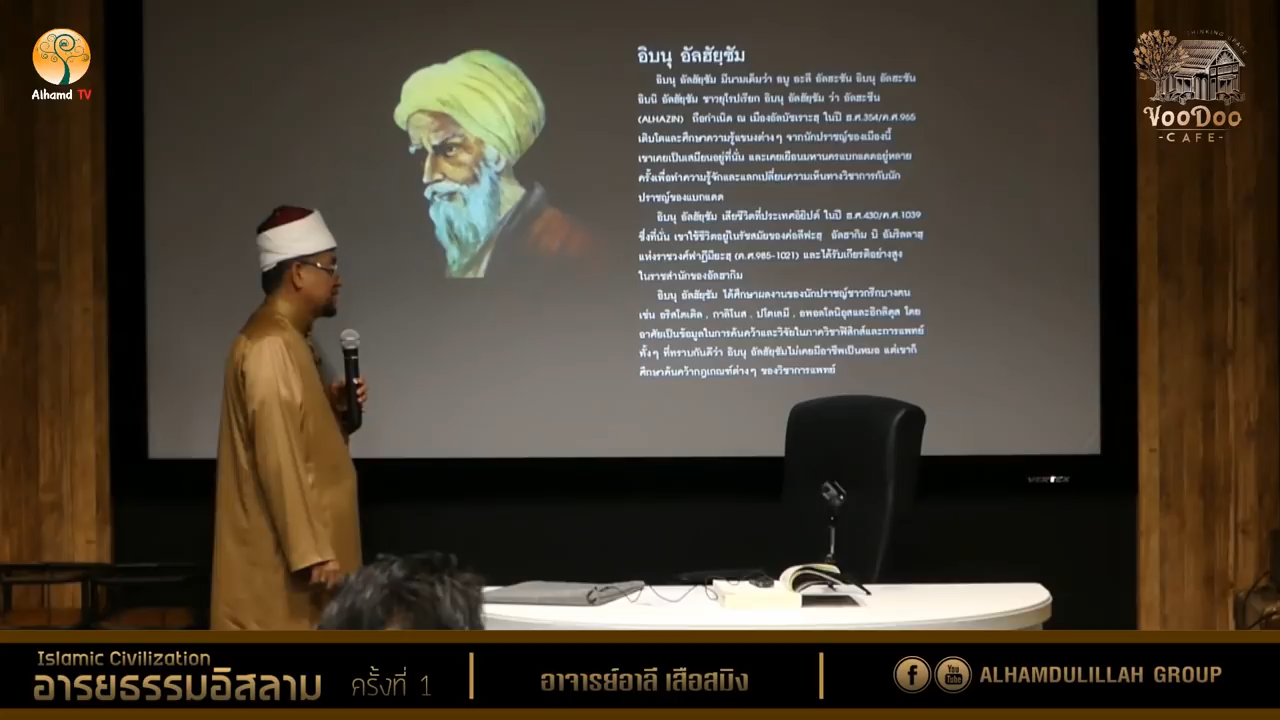 Alhamd TV
THINKING SPACE
VOODOO
-CAFE-
อิบนุ อัลฮัยฺซัม
อิบนุ อัลฮัยฺซัม มีนามเดิมว่า อบู อะลี อัลฮะซัน อิบนุ อัลฮะซัน
อิบนิ อัลฮัยฺซัม ชาวยุโรปเรียก อิบนุ อัลฮัยฺซัม ว่า อัลฮะซีน
(ALHAZIN) ถือกำเนิด ณ เมืองอัลบัซเราะฮฺ ในปี ฮ.ศ.354/ค.ศ.965
เติบโตและศึกษาความรู้แขนงต่างๆ จากนักปราชญ์ของเมืองนี้
เขาเคยเป็นเสมียนอยู่ที่นั่น และเคยเยือนมหานครแบกแดดอยู่หลาย
ครั้งเพื่อทำความรู้จักและแลกเปลี่ยนความเห็นทางวิชาการกับนัก
ปราชญ์ของแบกแดด
อิบนุ อัลฮัยฺซัม เสียชีวิตที่ประเทศอียิปต์ ในปี ฮ.ศ.430/ค.ศ.1039
ซึ่งที่นั่น เขาใช้ชีวิตอยู่ในรัชสมัยของค่อลีฟะฮฺ อัลฮากิม บิ อัมริลลาฮฺ
แห่งราชวงศ์ฟาฏีมียะฮฺ (ค.ศ.985-1021) และได้รับเกียรติอย่างสูง
ในราชสำนักของอัลฮากิม
อิบนุ อัลฮัยฺซัม ได้ศึกษาผลงานของนักปราชญ์ชาวกรีกบางคน
เช่น อริสโตเติล , กาลิโนส , ปโตเลมี , อพอลโลนิอุสและอิกลิดุส โดย
อาศัยเป็นข้อมูลในการค้นคว้าและวิจัยในภาควิชาฟิสิกส์และการแพทย์
ทั้งๆ ที่ทราบกันดีว่า อิบนุ อัลฮัยฺซัมไม่เคยมีอาชีพเป็นหมอ แต่เขาก็
ศึกษาค้นคว้ากฎเกณฑ์ต่างๆ ของวิชาการแพทย์
VERTEX
Islamic Civilization
อารยธรรมอิสลาม ครั้งที่ 1
อาจารย์อาลี เสือสมิง
f You Tube ALHAMDULILLAH GROUP